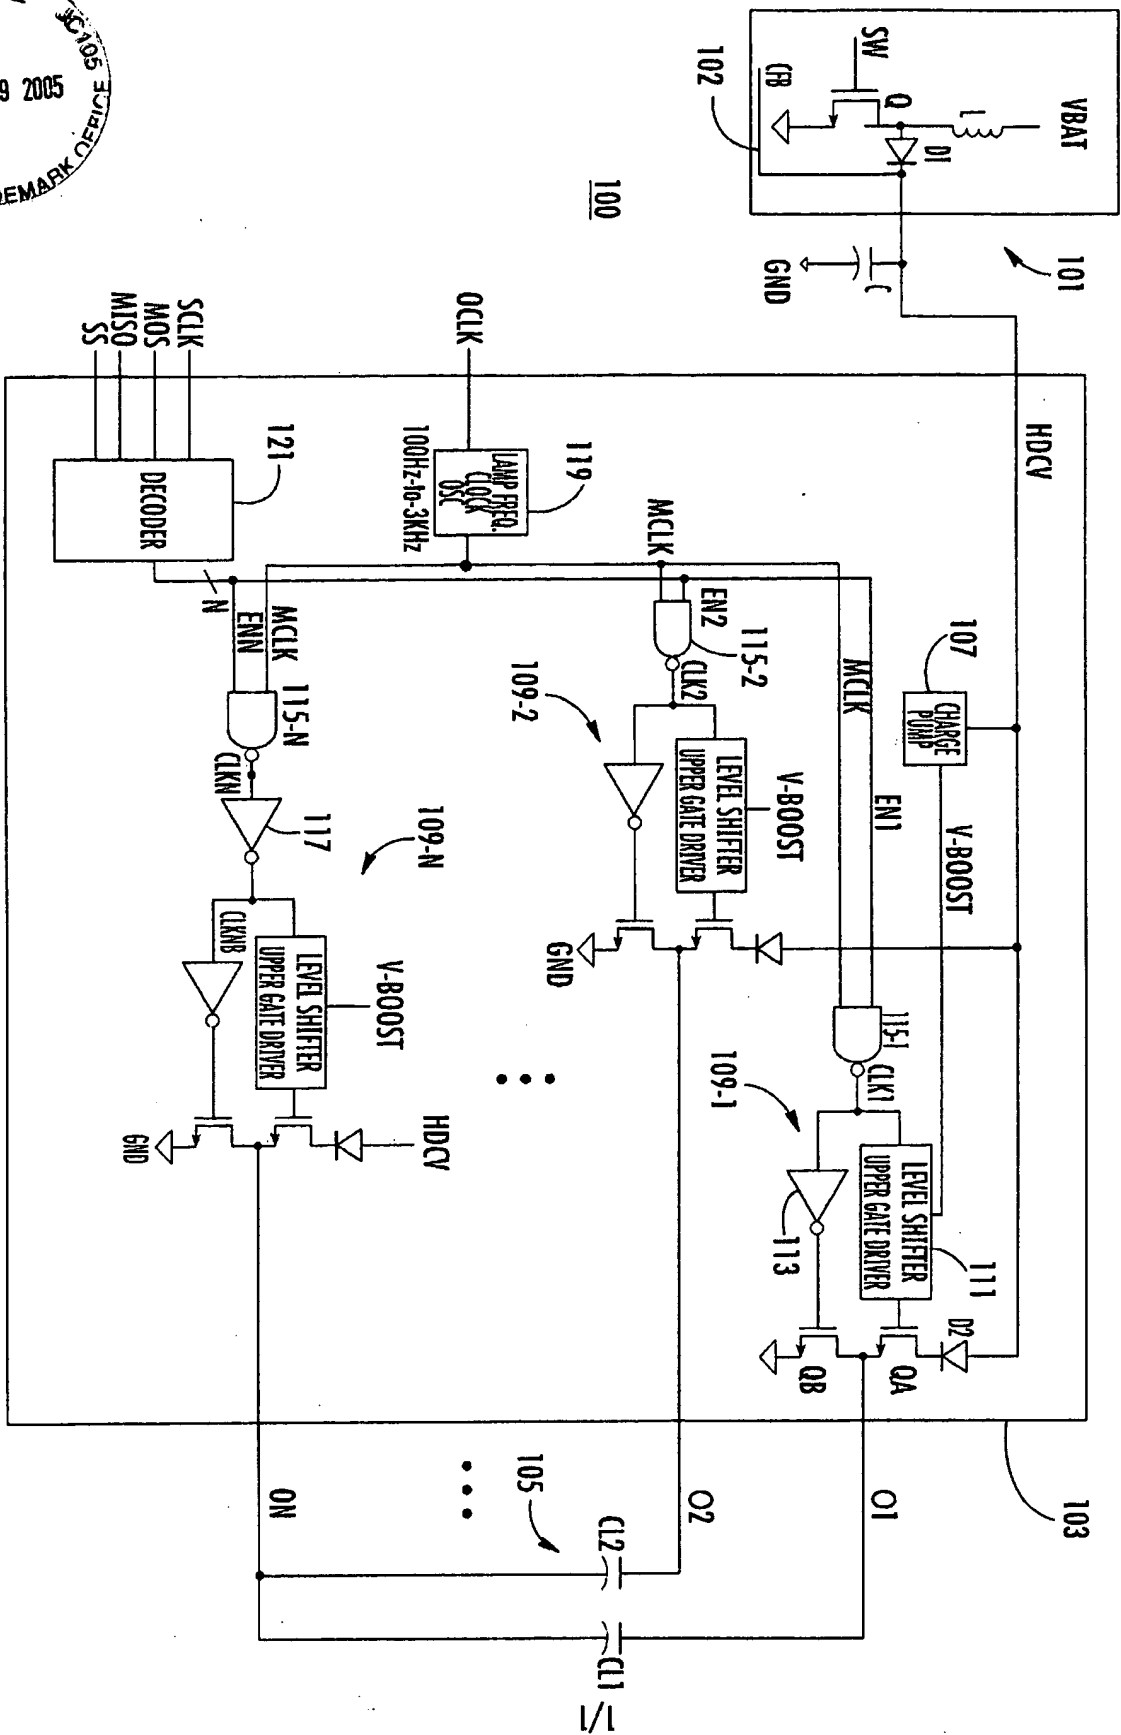 JC105
9 2005
EMARK OFFICE
1/1
100
101
VBAT
L
D1
Q
SW
CFB
102
C
GND
HDCV
103
107
CHARGE
PUMP
V-BOOST
EN1
MCLK
115-1
CLK1
109-1
LEVEL SHIFTER
UPPER GATE DRIVER
111
113
D2
QA
QB
O1
OCLK
LAMP FREQ.
CLOCK
OSC
100Hz-to-3KHz
119
MCLK
EN2
115-2
CLK2
109-2
V-BOOST
LEVEL SHIFTER
UPPER GATE DRIVER
GND
O2
105
CL2
CL1
SCLK
MOS
MISO
SS
DECODER
121
N
MCLK
ENN
115-N
CLKN
117
109-N
CLKNB
V-BOOST
LEVEL SHIFTER
UPPER GATE DRIVER
HDCV
GND
ON